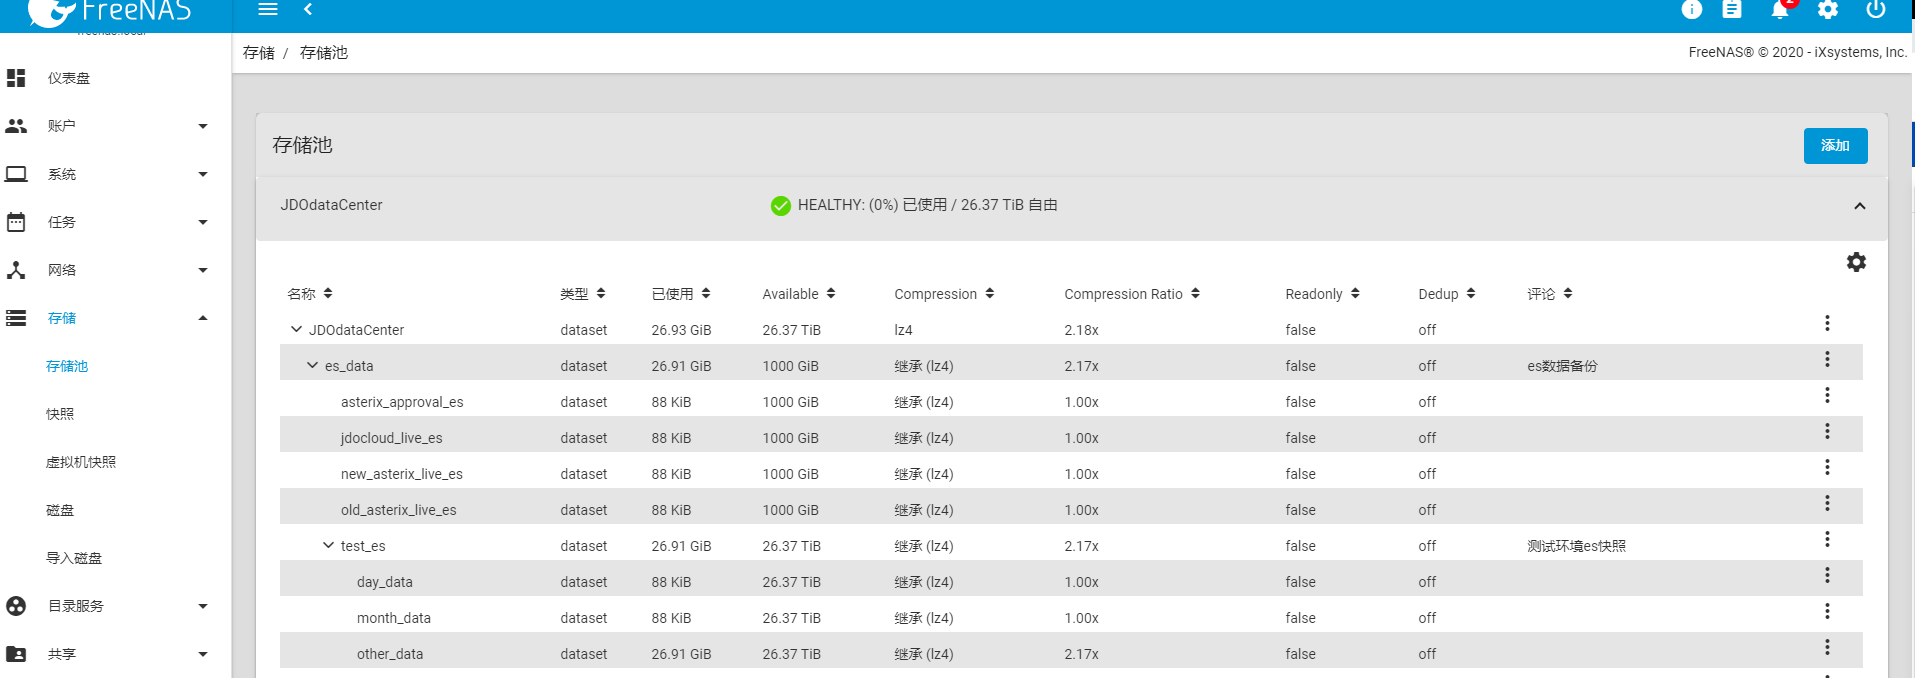 FreeNAS
存储 / 存储池
FreeNAS® © 2020 - iXsystems, Inc.
仪表盘
账户
系统
任务
网络
存储
存储池
快照
虚拟机快照
磁盘
导入磁盘
目录服务
共享
存储池
添加
JDOdataCenter HEALTHY: (0%) 已使用 / 26.37 TiB 自由
名称 类型 已使用 Available Compression Compression Ratio Readonly Dedup 评论
JDOdataCenter dataset 26.93 GiB 26.37 TiB lz4 2.18x false off
es_data dataset 26.91 GiB 1000 GiB 继承 (lz4) 2.17x false off es数据备份
asterix_approval_es dataset 88 KiB 1000 GiB 继承 (lz4) 1.00x false off
jdocloud_live_es dataset 88 KiB 1000 GiB 继承 (lz4) 1.00x false off
new_asterix_live_es dataset 88 KiB 1000 GiB 继承 (lz4) 1.00x false off
old_asterix_live_es dataset 88 KiB 1000 GiB 继承 (lz4) 1.00x false off
test_es dataset 26.91 GiB 26.37 TiB 继承 (lz4) 2.17x false off 测试环境es快照
day_data dataset 88 KiB 26.37 TiB 继承 (lz4) 1.00x false off
month_data dataset 88 KiB 26.37 TiB 继承 (lz4) 1.00x false off
other_data dataset 26.91 GiB 26.37 TiB 继承 (lz4) 2.17x false off